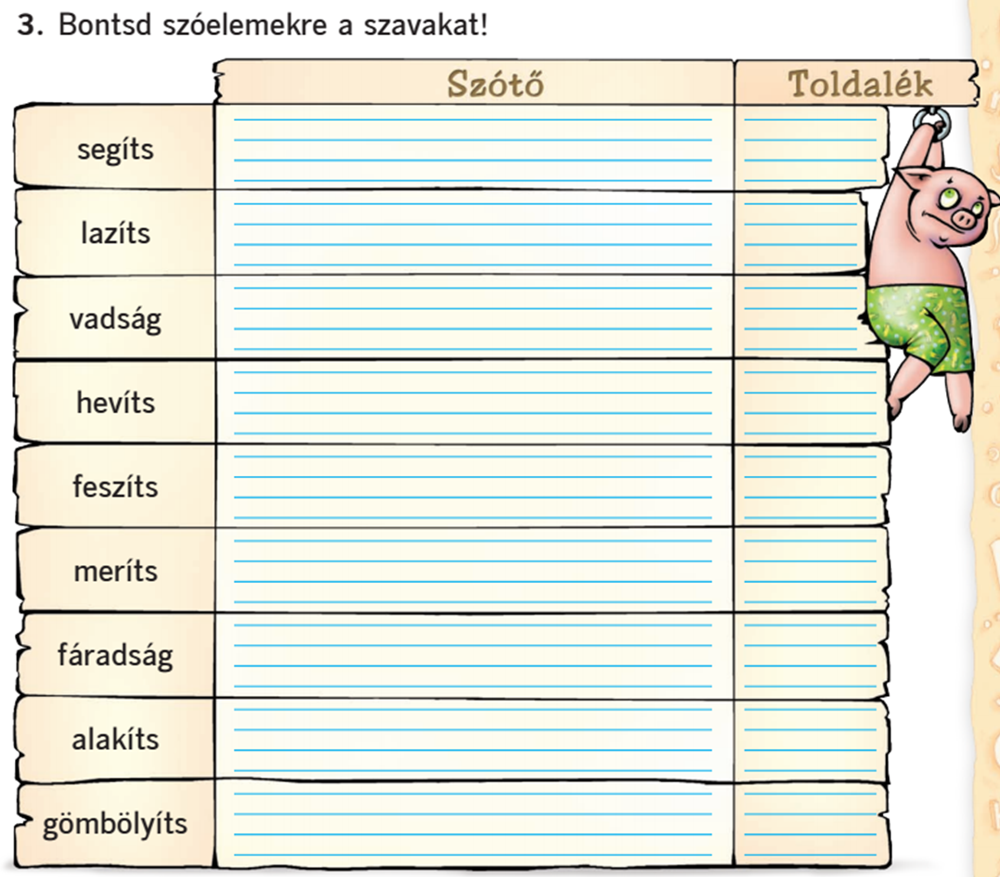 3. Bontsd szóelemekre a szavakat!
Szótő Toldalék
segíts
lazíts
vadság
hevíts
feszíts
meríts
fáradság
alakíts
gömbölyíts